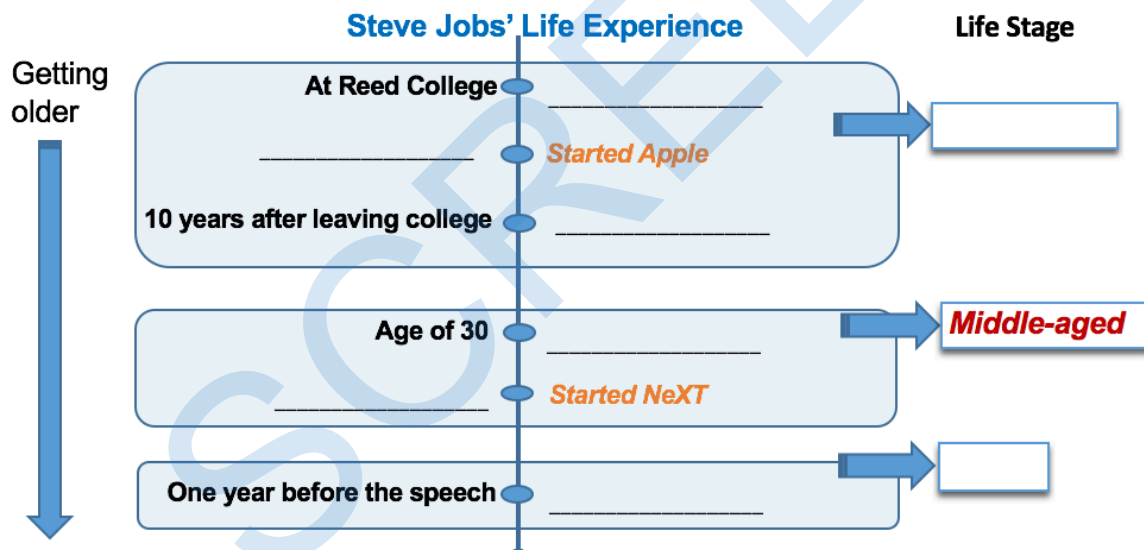 Steve Jobs' Life Experience
Life Stage
Getting
older
At Reed College
Started Apple
10 years after leaving college
Age of 30
Middle-aged
Started NeXT
One year before the speech